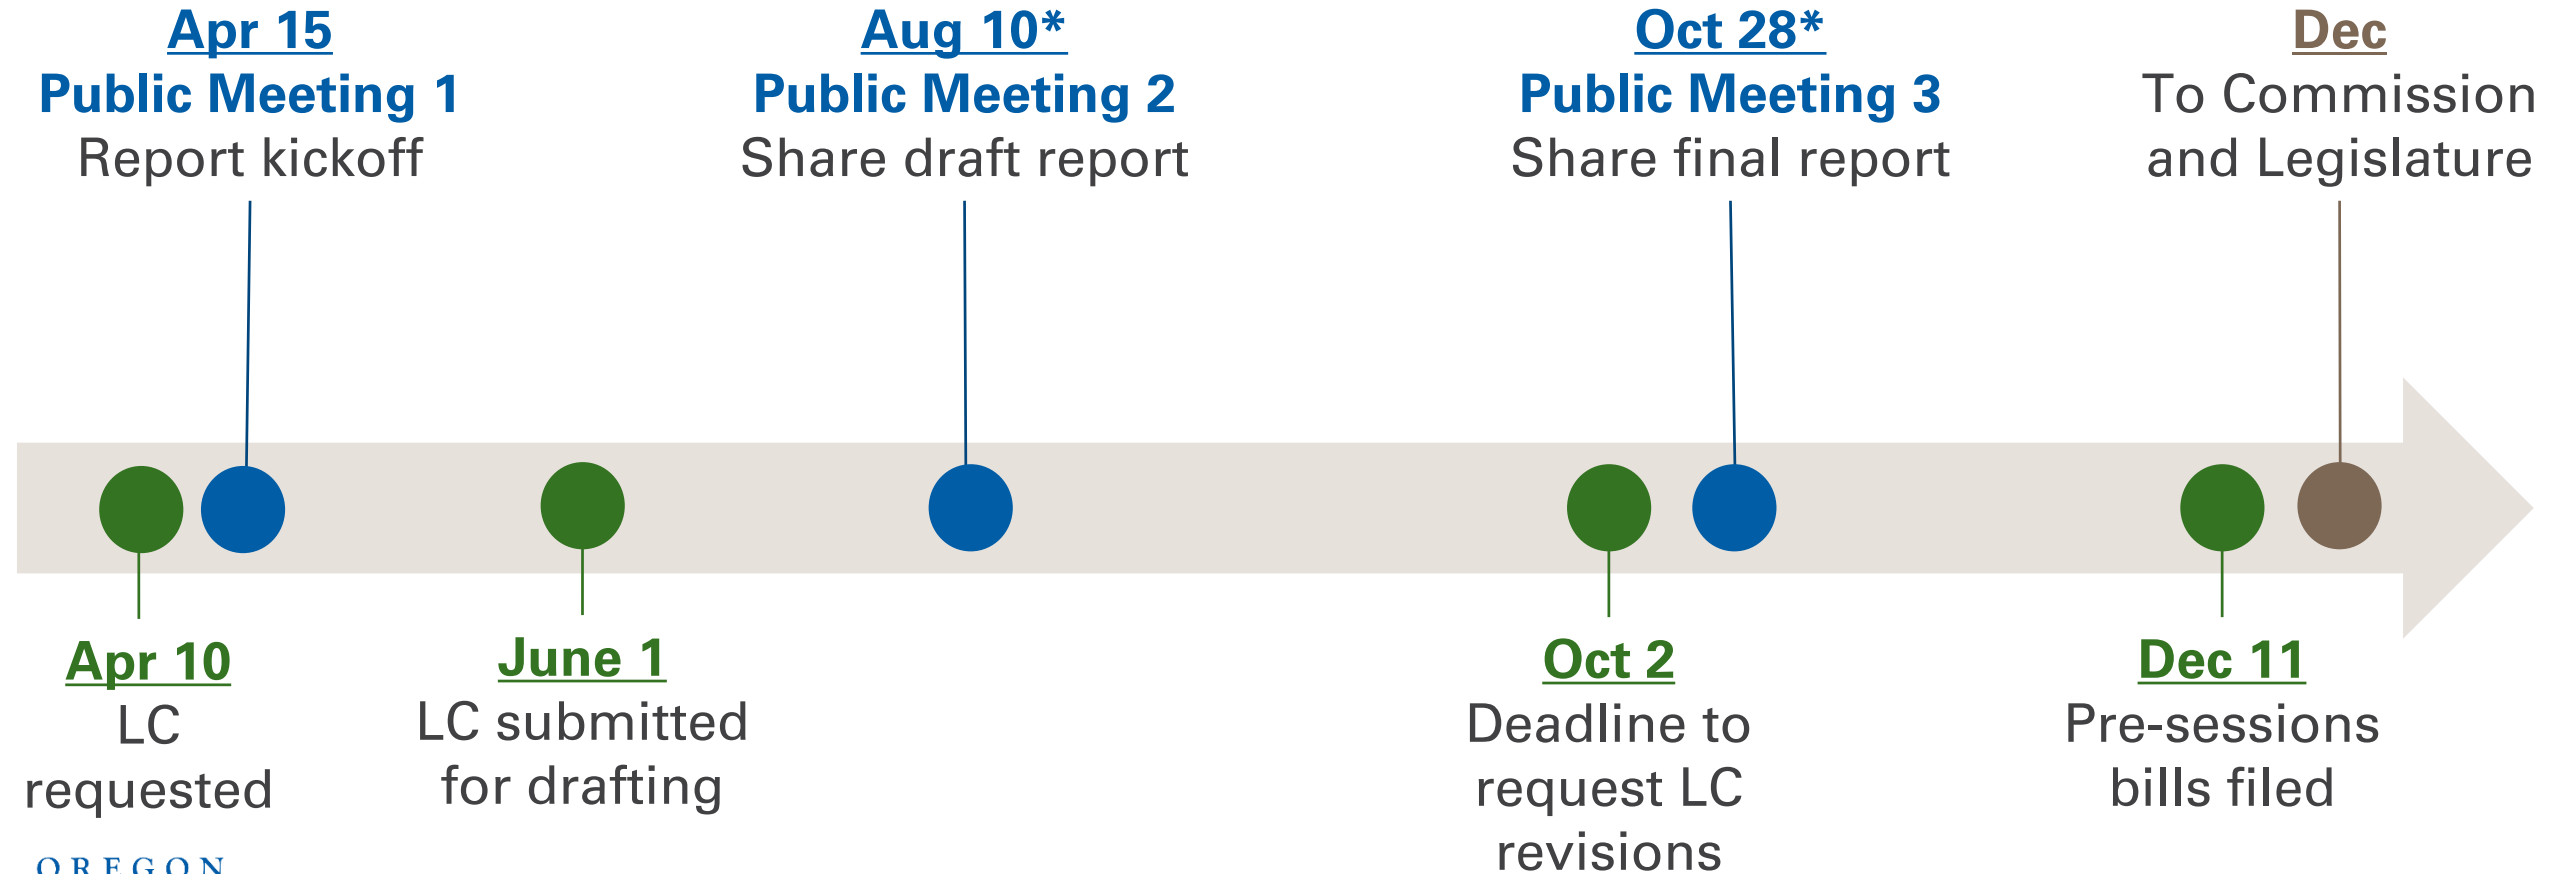 Apr 15
Public Meeting 1
Report kickoff
Aug 10*
Public Meeting 2
Share draft report
Oct 28*
Public Meeting 3
Share final report
Dec
To Commission
and Legislature
Apr 10
LC
requested
June 1
LC submitted
for drafting
Oct 2
Deadline to
request LC
revisions
Dec 11
Pre-sessions
bills filed
OREGON